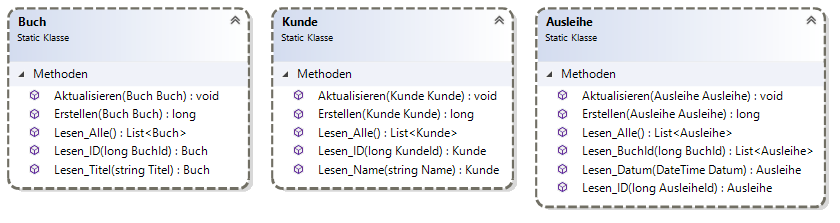 Buch
Static Klasse
Methoden
Aktualisieren(Buch Buch) : void
Erstellen(Buch Buch) : long
Lesen_Alle() : List<Buch>
Lesen_ID(long BuchId) : Buch
Lesen_Titel(string Titel) : Buch
Kunde
Static Klasse
Methoden
Aktualisieren(Kunde Kunde) : void
Erstellen(Kunde Kunde) : long
Lesen_Alle() : List<Kunde>
Lesen_ID(long KundeId) : Kunde
Lesen_Name(string Name) : Kunde
Ausleihe
Static Klasse
Methoden
Aktualisieren(Ausleihe Ausleihe) : void
Erstellen(Ausleihe Ausleihe) : long
Lesen_Alle() : List<Ausleihe>
Lesen_BuchId(long BuchId) : List<Ausleihe>
Lesen_Datum(DateTime Datum) : Ausleihe
Lesen_ID(long AusleiheId) : Ausleihe